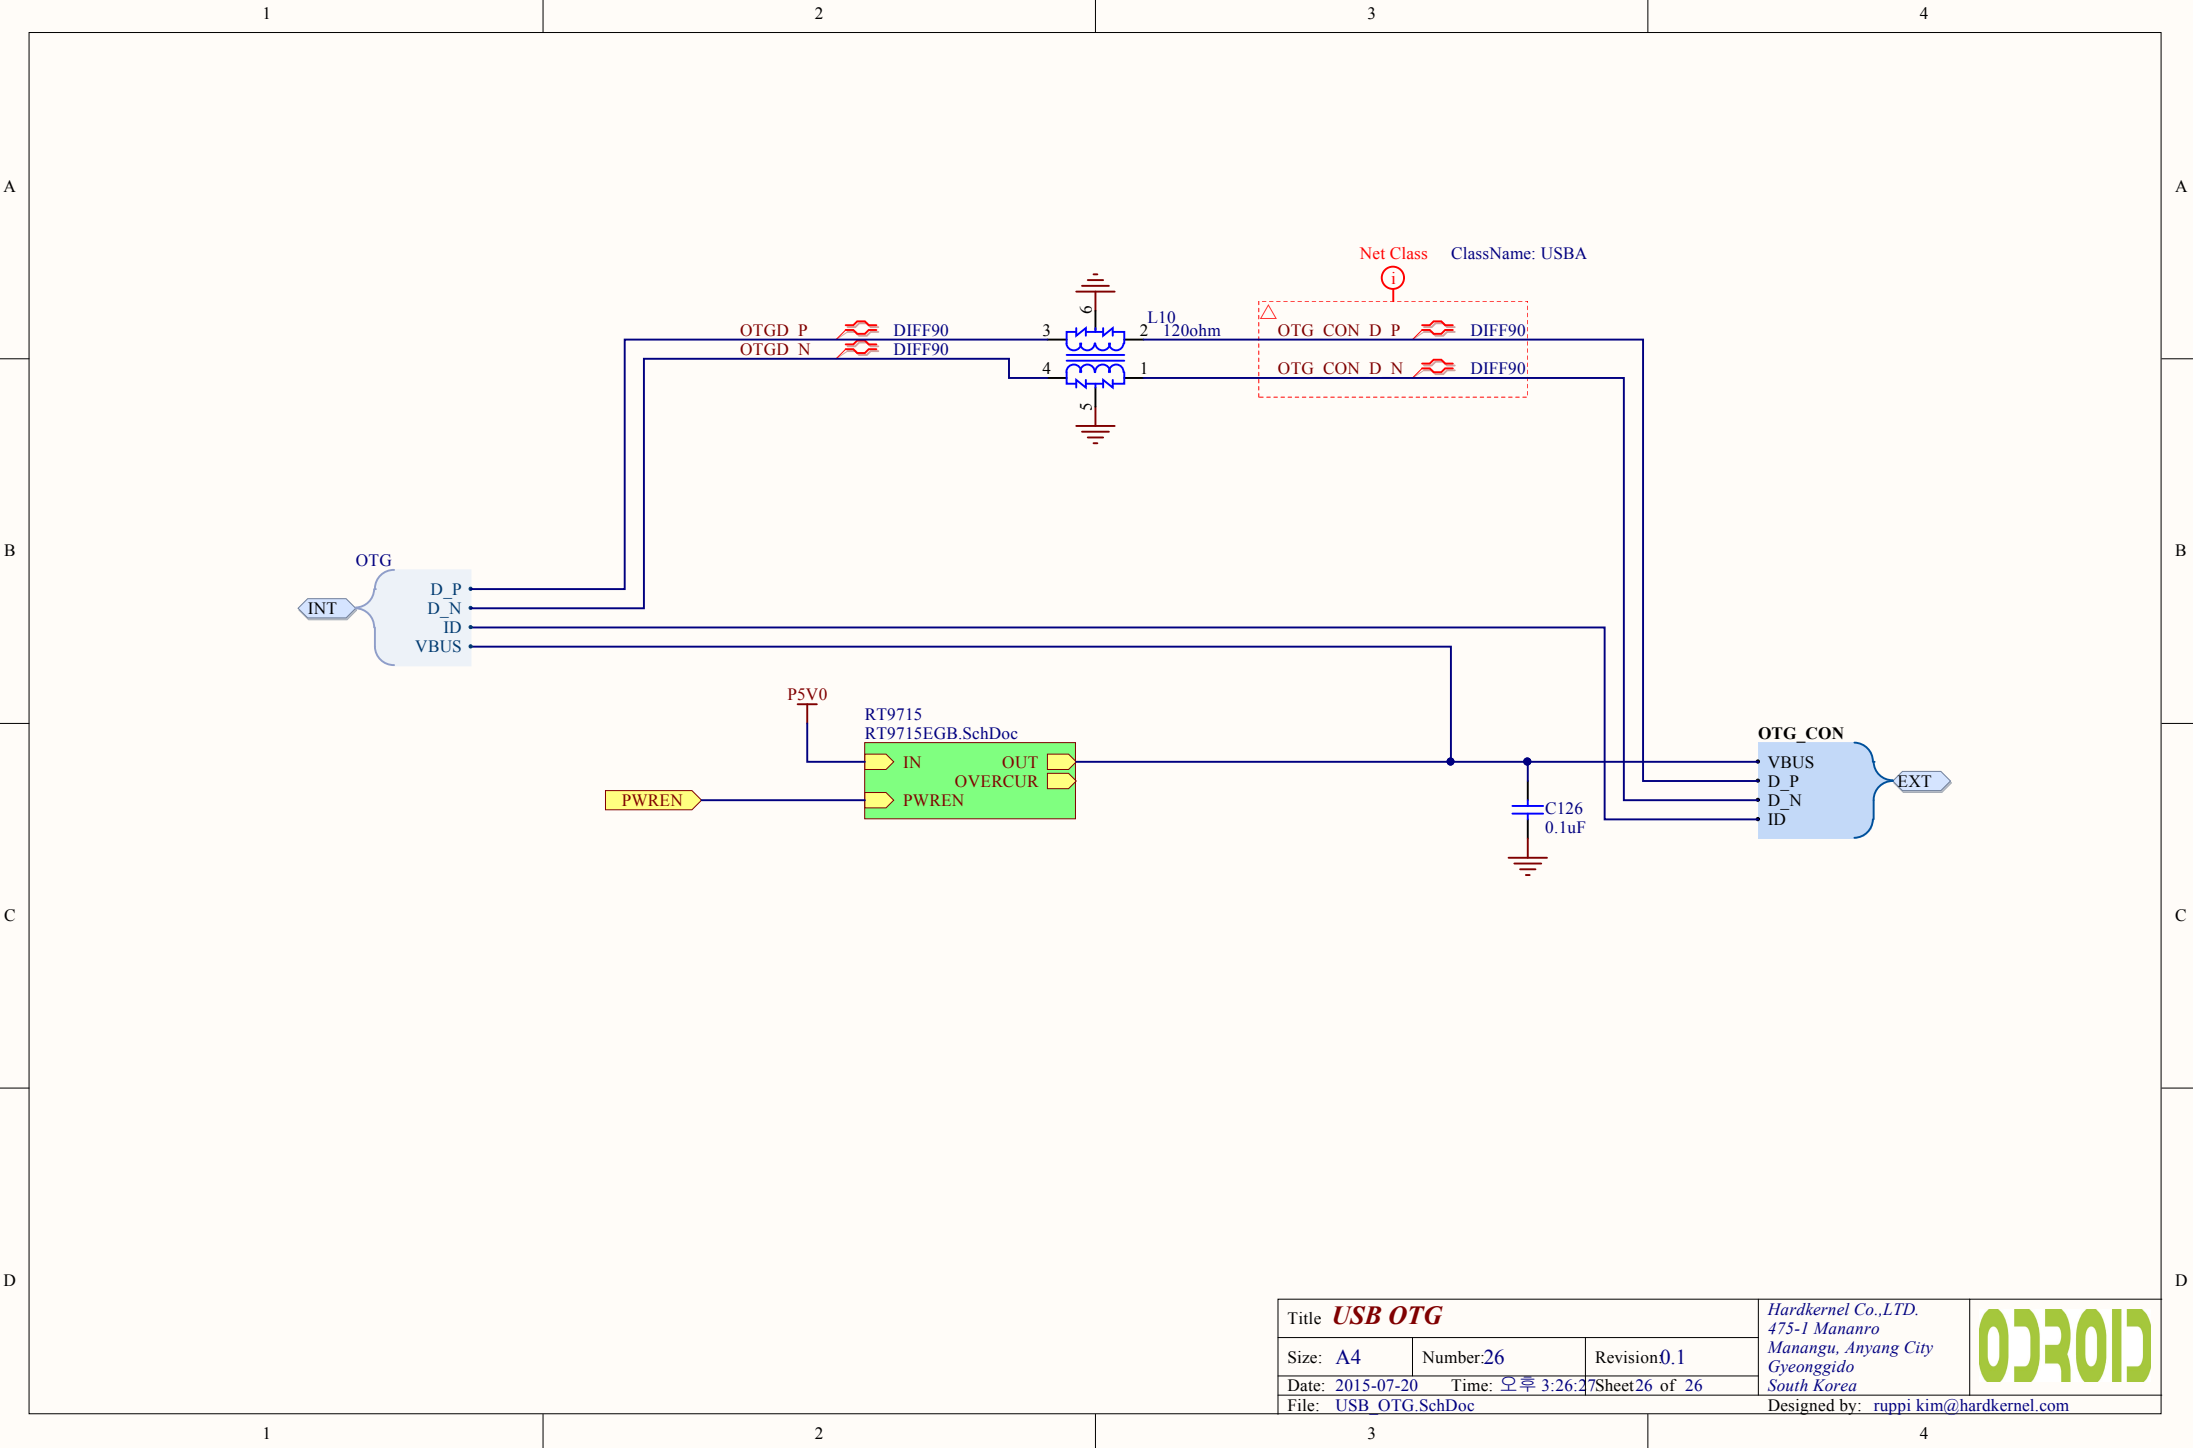 1 2 3 4
A A
Net Class ClassName: USBA
i
6
L10
OTGD_P DIFF90 3 2 120ohm OTG_CON_D_P DIFF90
OTGD_N DIFF90
4 1 OTG_CON_D_N DIFF90
5
B B
OTG
D_P
INT D_N
ID
VBUS
P5V0
RT9715
RT9715EGB.SchDoc OTG_CON
IN OUT VBUS
OVERCUR D_P EXT
PWREN PWREN D_N
C126
ID
0.1uF
C C
D D
Title USB OTG
Size: A4 Number:26 Revision:0.1
Date: 2015-07-20 Time: 오후 3:26:27 Sheet26 of 26
File: USB_OTG.SchDoc
Hardkernel Co.,LTD.
475-1 Mananro
Manangu, Anyang City
Gyeonggido
South Korea
Designed by: ruppi kim@hardkernel.com
ODROID
1 2 3 4